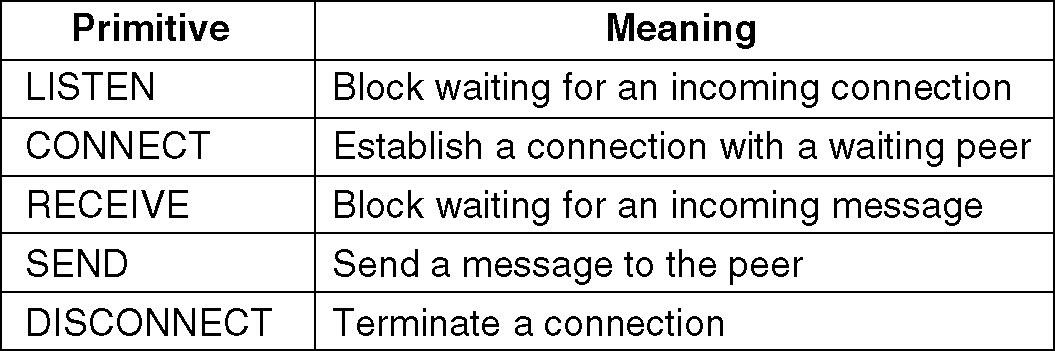 Primitive Meaning
LISTEN Block waiting for an incoming connection
CONNECT Establish a connection with a waiting peer
RECEIVE Block waiting for an incoming message
SEND Send a message to the peer
DISCONNECT Terminate a connection